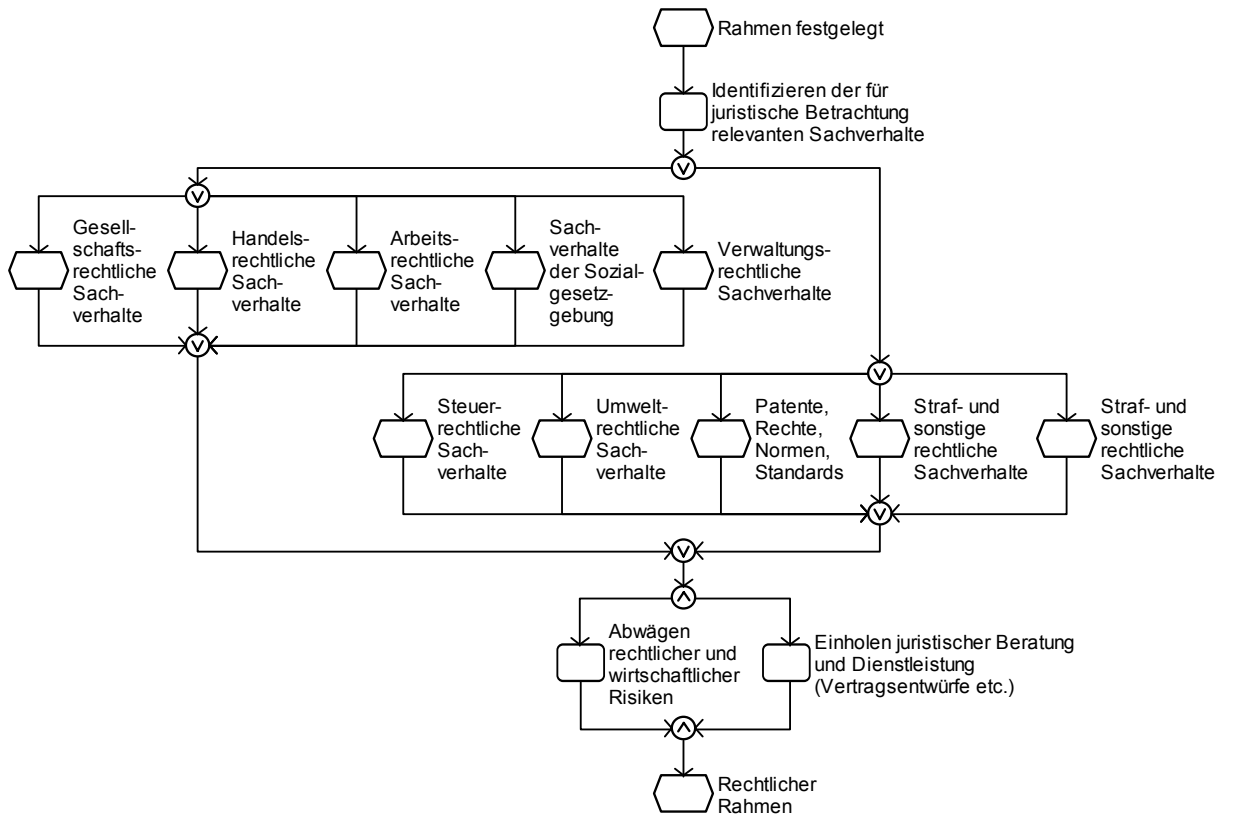 Rahmen festgelegt
Identifizieren der für
juristische Betrachtung
relevanten Sachverhalte
Gesell-
schafts-
rechtliche
Sach-
verhalte
Handels-
rechtliche
Sach-
verhalte
Arbeits-
rechtliche
Sach-
verhalte
Sach-
verhalte
der Sozial-
gesetz-
gebung
Verwaltungs-
rechtliche
Sachverhalte
Steuer-
rechtliche
Sach-
verhalte
Umwelt-
rechtliche
Sach-
verhalte
Patente,
Rechte,
Normen,
Standards
Straf- und
sonstige
rechtliche
Sachverhalte
Straf- und
sonstige
rechtliche
Sachverhalte
Abwägen
rechtlicher und
wirtschaftlicher
Risiken
Einholen juristischer Beratung
und Dienstleistung
(Vertragsentwürfe etc.)
Rechtlicher
Rahmen